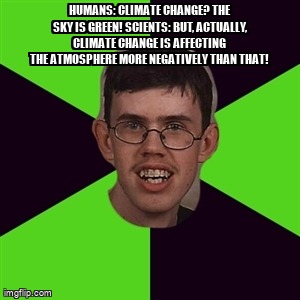 HUMANS: CLIMATE CHANGE? THE
SKY IS GREEN! SCIENTS: BUT, ACTUALLY,
CLIMATE CHANGE IS AFFECTING
THE ATMOSPHERE MORE NEGATIVELY THAN THAT!
imgflip.com